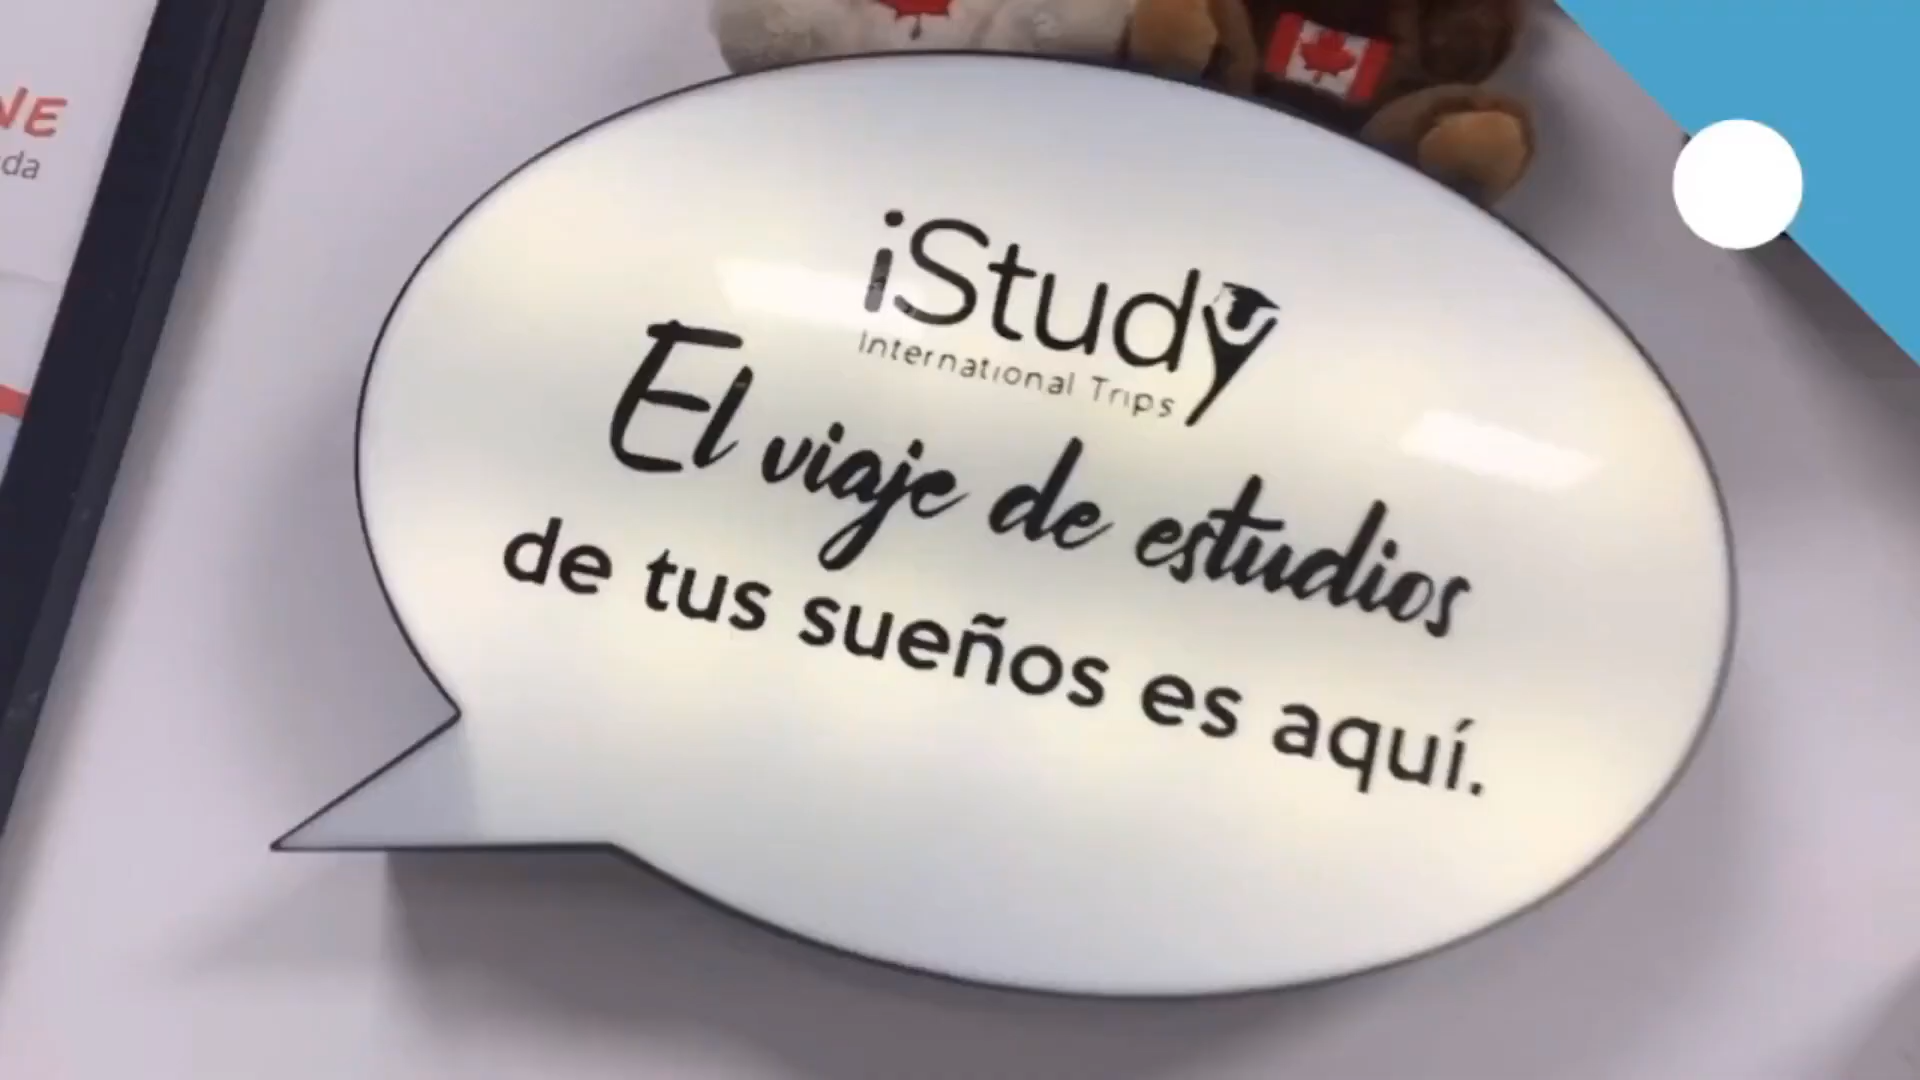 iStudy
International Trips
El viaje de estudios
de tus sueños es aquí.